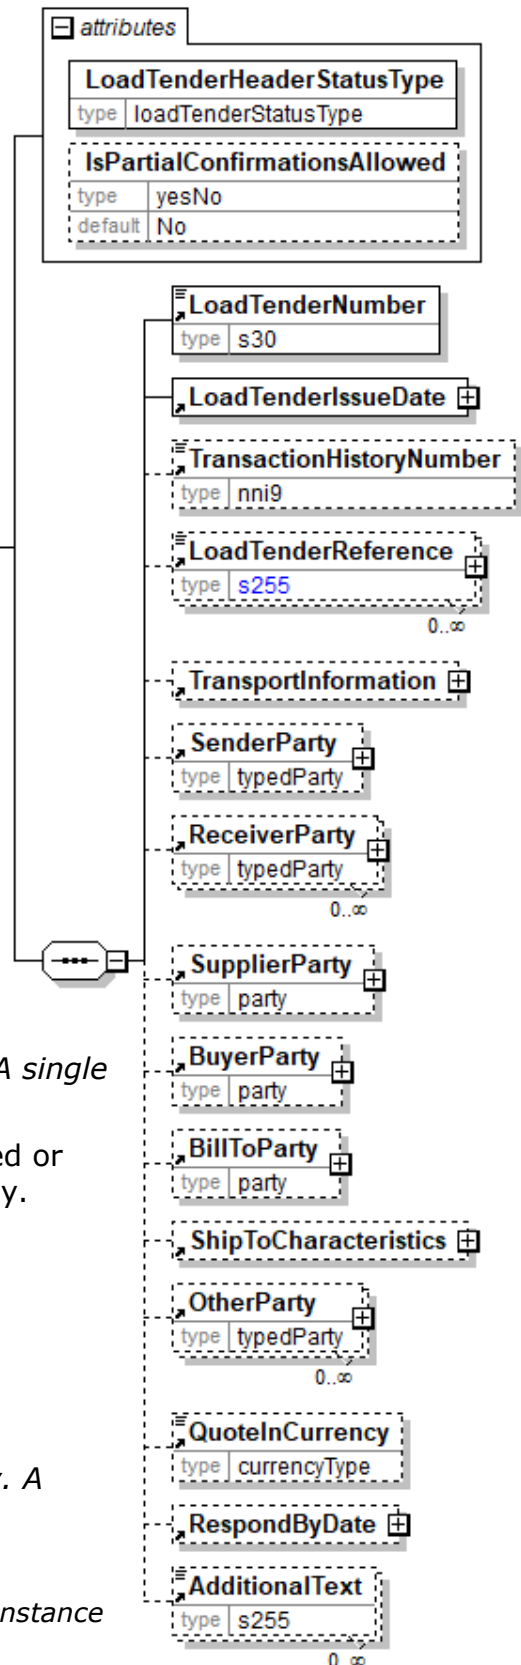 attributes
LoadTenderHeaderStatusType
type loadTenderStatusType
IsPartialConfirmationsAllowed
type yesNo
default No
LoadTenderNumber
type s30
LoadTenderIssueDate
TransactionHistoryNumber
type nni9
LoadTenderReference
type s255
0..∞
TransportInformation
SenderParty
type typedParty
ReceiverParty
type typedParty
0..∞
SupplierParty
type party
A single
BuyerParty
type party
ed or
BillToParty
type party
y.
ShipToCharacteristics
OtherParty
type typedParty
0..∞
QuoteInCurrency
type currencyType
. A
RespondByDate
AdditionalText
type s255
nstance
0..∞